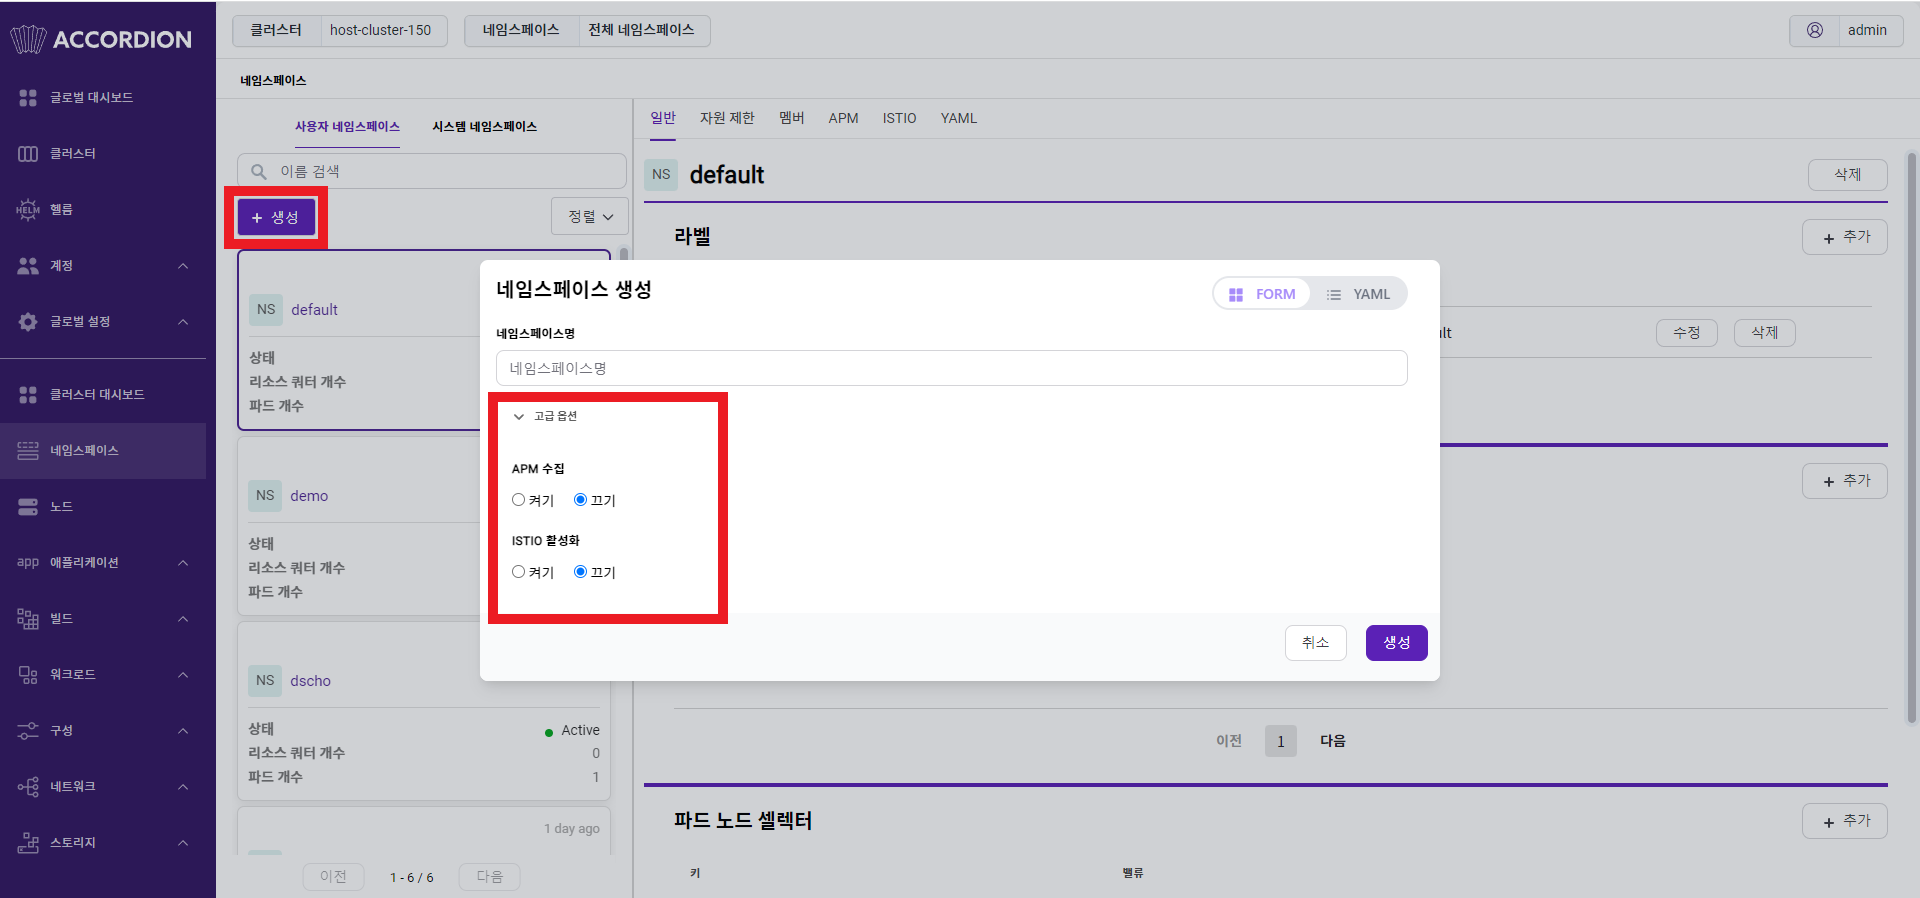 ACCORDION
글로벌 대시보드
클러스터
HELM
헬름
계정
글로벌 설정
클러스터 대시보드
네임스페이스
노드
app
애플리케이션
빌드
워크로드
구성
네트워크
스토리지
클러스터
host-cluster-150
네임스페이스
전체 네임스페이스
admin
네임스페이스
사용자 네임스페이스
시스템 네임스페이스
이름 검색
+ 생성
정렬
NS
default
상태
리소스 쿼터 개수
파드 개수
NS
demo
상태
리소스 쿼터 개수
파드 개수
NS
dscho
상태
Active
리소스 쿼터 개수
0
파드 개수
1
1 day ago
이전
1 - 6 / 6
다음
일반
자원 제한
멤버
APM
ISTIO
YAML
NS
default
삭제
라벨
+ 추가
lt
수정
삭제
+ 추가
이전
1
다음
파드 노드 셀렉터
+ 추가
키
밸류
네임스페이스 생성
FORM
YAML
네임스페이스명
네임스페이스명
고급 옵션
APM 수집
켜기
끄기
ISTIO 활성화
켜기
끄기
취소
생성